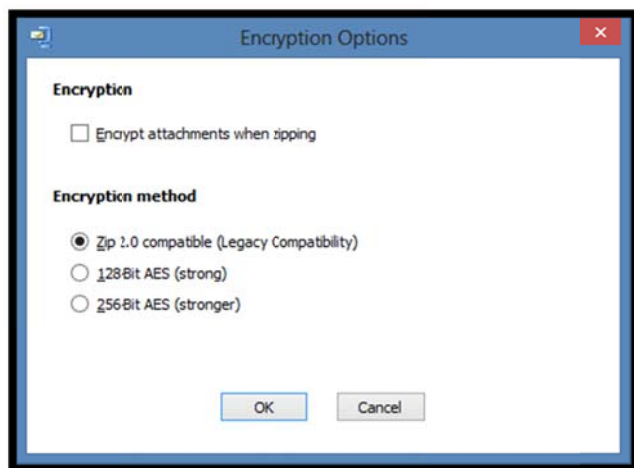 Encryption Options
Encryption
Encrypt attachments when zipping
Encryption method
Zip 2.0 compatible (Legacy Compatibility)
128-Bit AES (strong)
256-Bit AES (stronger)
OK Cancel